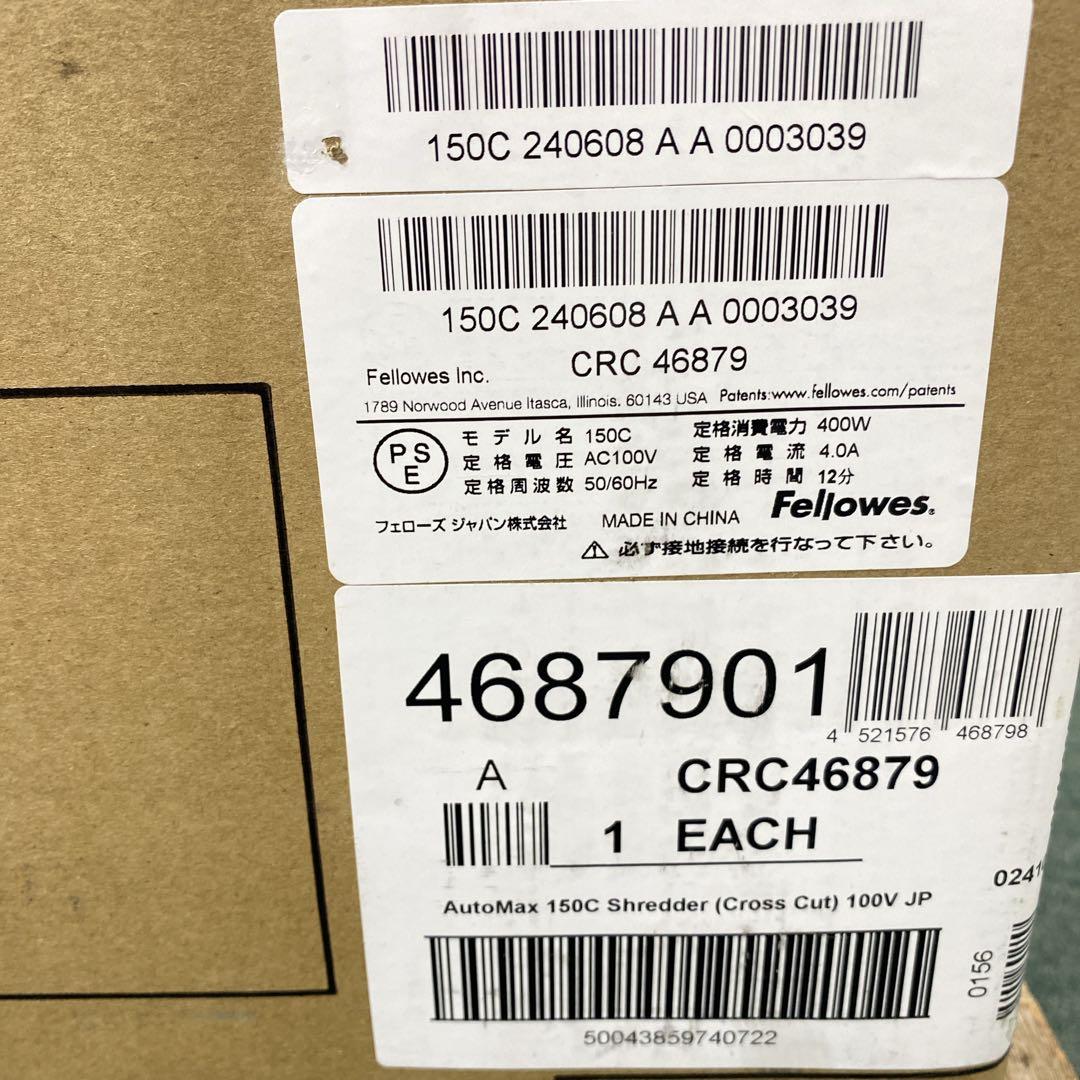 150C 240608 A A 0003039
150C 240608 A A 0003039
CRC 46879
Fellowes Inc.
1789 Norwood Avenue Itasca, Illinois. 60143 USA Patents:www.fellowes.com/patents
PSE
モデル名 150C 定格消費電力 400W
定格電圧 AC100V 定格電流 4.0A
定格周波数 50/60Hz 定格時間 12分
フェローズ ジャパン株式会社 MADE IN CHINA Fellowes®
⚠ 必ず接地接続を行なって下さい。
4687901
4 521576 468798
A CRC46879
1 EACH
AutoMax 150C Shredder (Cross Cut) 100V JP
0156
50043859740722